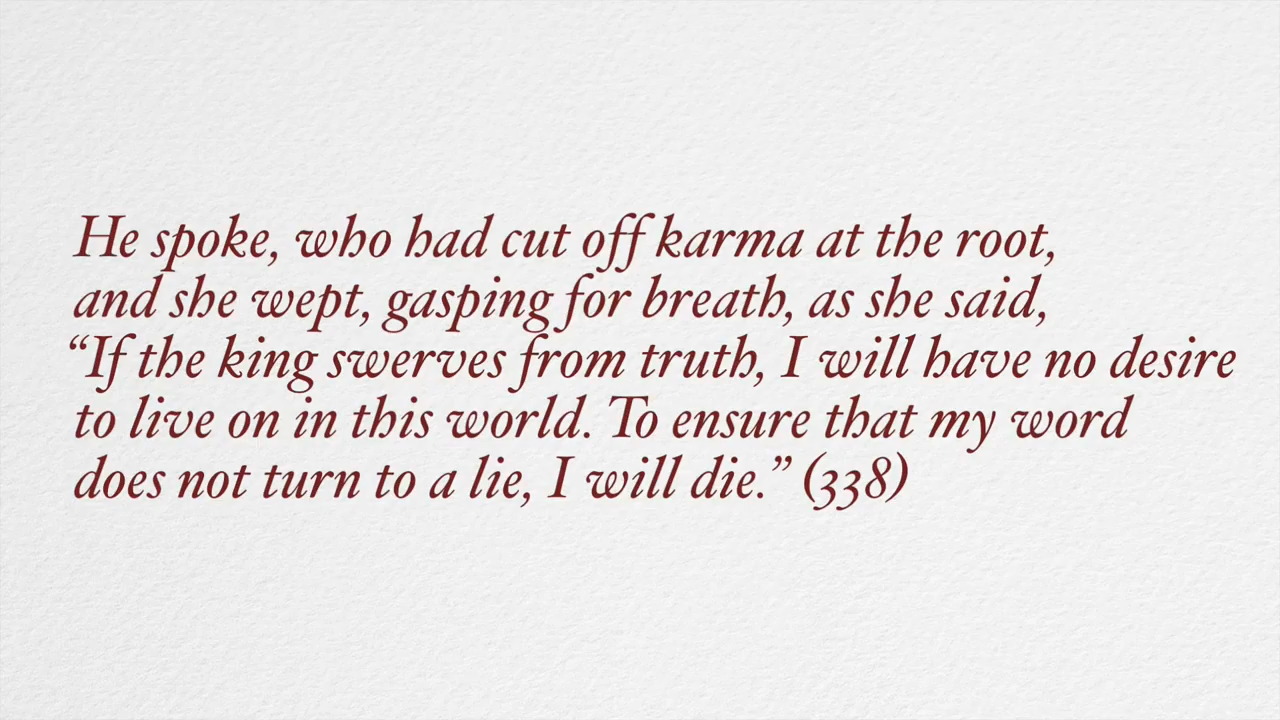 He spoke, who had cut off karma at the root,
and she wept, gasping for breath, as she said,
“If the king swerves from truth, I will have no desire
to live on in this world. To ensure that my word
does not turn to a lie, I will die.” (338)